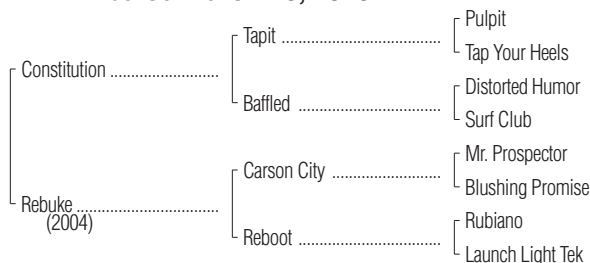 Pulpit
Tapit
Tap Your Heels
Constitution
Distorted Humor
Baffled
Surf Club
Mr. Prospector
Carson City
Blushing Promise
Rebuke
(2004)
Rubiano
Reboot
Launch Light Tek